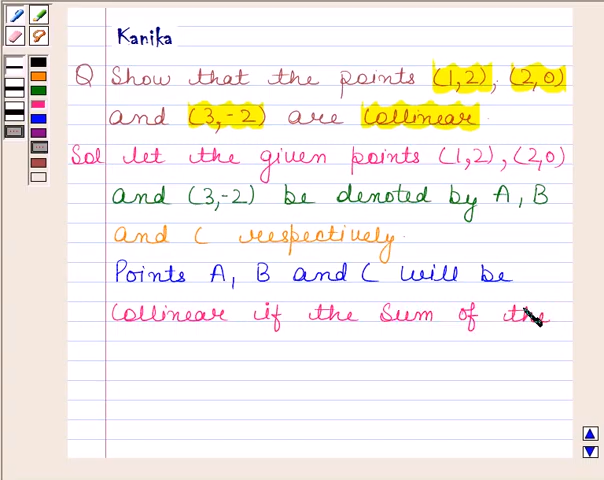 Kanika
Q Show that the points (1,2), (2,0)
and (3,-2) are collinear.
Sol let the given points (1,2), (2,0)
and (3,-2) be denoted by A, B
and C respectively.
Points A, B and C will be
Collinear if the Sum of the